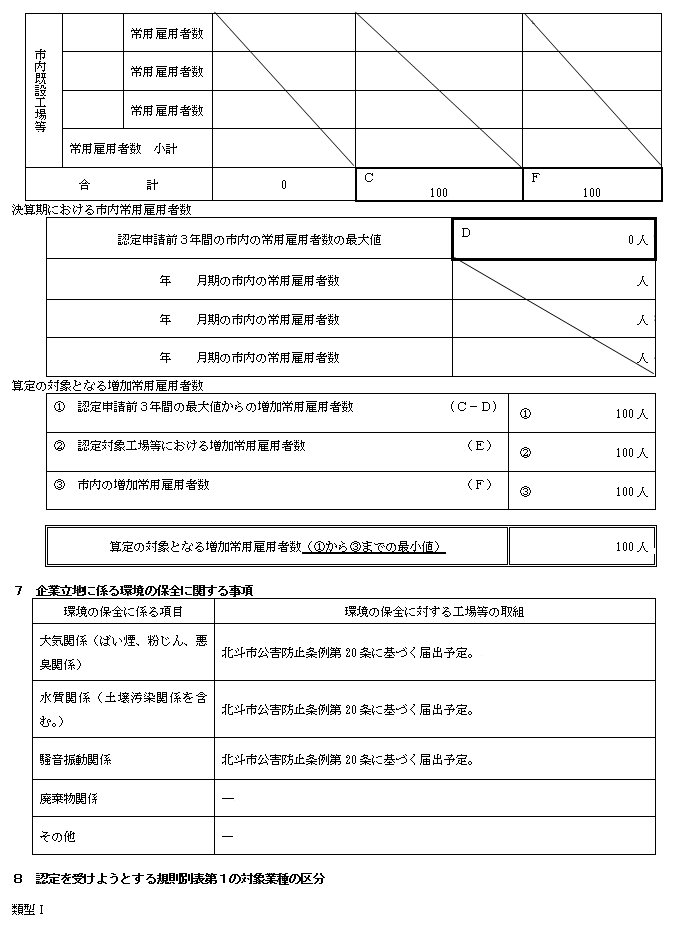 市内既設工場等
常用雇用者数
常用雇用者数
常用雇用者数
常用雇用者数　小計
合　　　　計　0　C 100　F 100
決算期における市内常用雇用者数
認定申請前３年間の市内の常用雇用者数の最大値　D　0人
年　　月期の市内の常用雇用者数　人
年　　月期の市内の常用雇用者数　人
年　　月期の市内の常用雇用者数　人
算定の対象となる増加常用雇用者数
①　認定申請前３年間の最大値からの増加常用雇用者数　（Ｃ－Ｄ）　①　100人
②　認定対象工場等における増加常用雇用者数　（Ｅ）　②　100人
③　市内の増加常用雇用者数　（Ｆ）　③　100人
算定の対象となる増加常用雇用者数（①から③までの最小値）　100人
７　企業立地に係る環境の保全に関する事項
環境の保全に係る項目　環境の保全に対する工場等の取組
大気関係（ばい煙、粉じん、悪
臭関係）
北斗市公害防止条例第20条に基づく届出予定。
水質関係（土壌汚染関係を含
む。）
北斗市公害防止条例第20条に基づく届出予定。
騒音振動関係　北斗市公害防止条例第20条に基づく届出予定。
廃棄物関係　―
その他　―
８　認定を受けようとする規則別表第１の対象業種の区分
類型Ⅰ